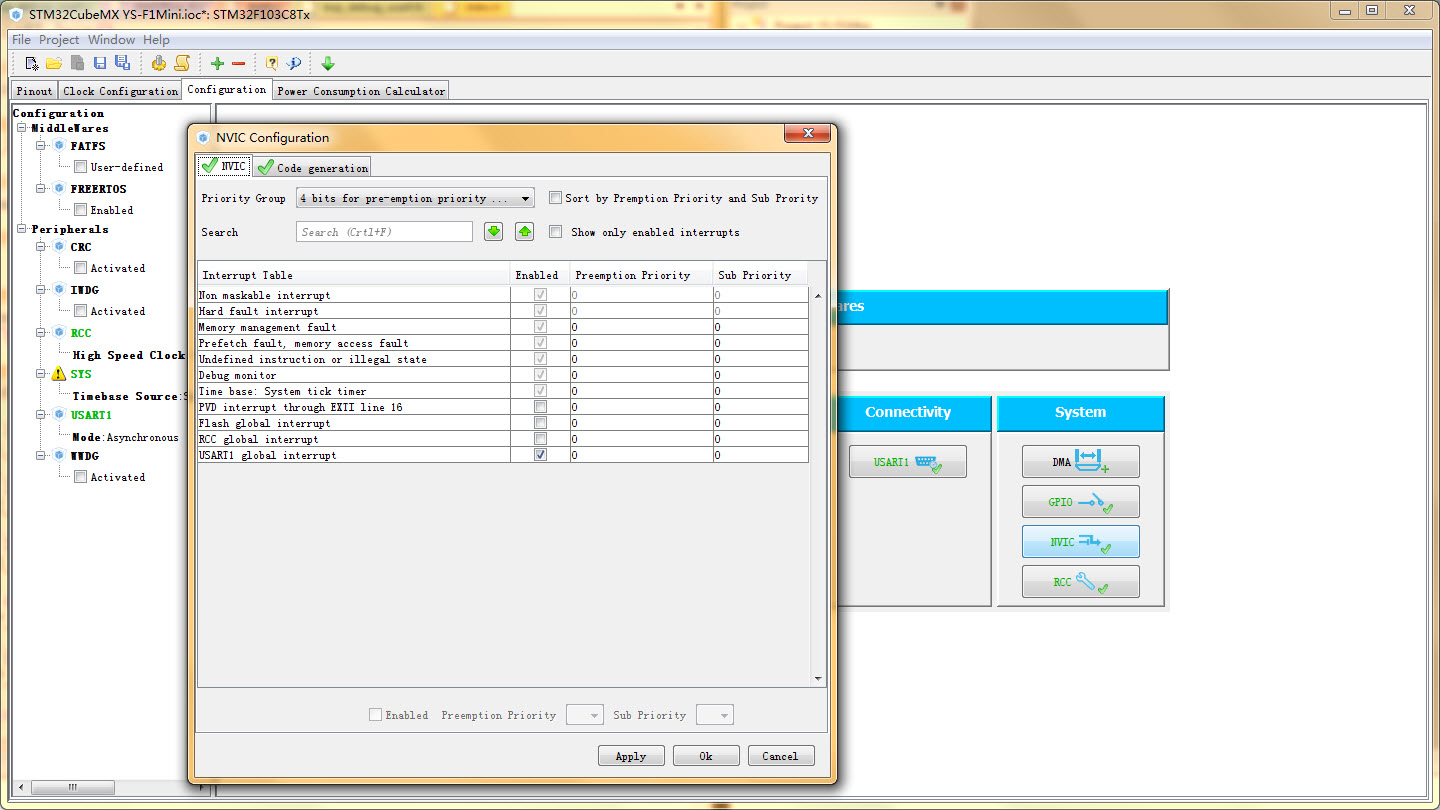 STM32CubeMX YS-F1Mini.ioc*: STM32F103C8Tx
File Project Window Help
Pinout Clock Configuration Configuration Power Consumption Calculator
Configuration
MiddleWares
FATFS
User-defined
FREERTOS
Enabled
Peripherals
CRC
Activated
IWDG
Activated
RCC
High Speed Clock
SYS
Timebase Source:
USART1
Mode:Asynchronous
WWDG
Activated
NVIC Configuration
NVIC Code generation
Priority Group 4 bits for pre-emption priority ... Sort by Premption Priority and Sub Prority
Search Search (Crtl+F) Show only enabled interrupts
Interrupt Table Enabled Preemption Priority Sub Priority
Non maskable interrupt 0 0
Hard fault interrupt 0 0
Memory management fault 0 0
Prefetch fault, memory access fault 0 0
Undefined instruction or illegal state 0 0
Debug monitor 0 0
Time base: System tick timer 0 0
PVD interrupt through EXTI line 16 0 0
Flash global interrupt 0 0
RCC global interrupt 0 0
USART1 global interrupt 0 0
Enabled Preemption Priority Sub Priority
Apply Ok Cancel
ares
Connectivity
USART1
System
DMA
GPIO
NVIC
RCC